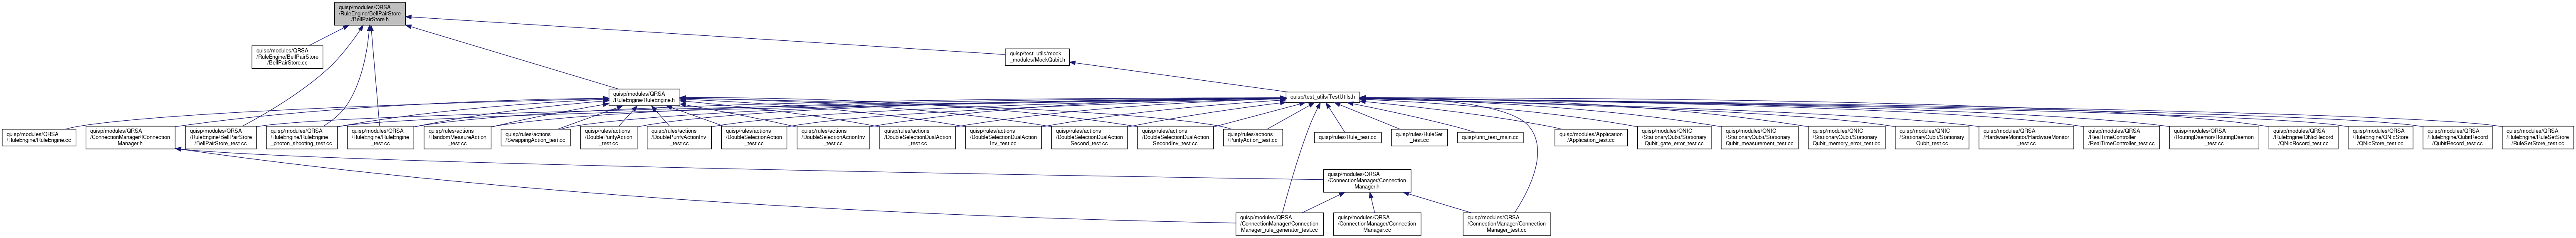 quisp/modules/QRSA
/RuleEngine/BellPairStore
/BellPairStore.h
quisp/modules/QRSA
/RuleEngine/BellPairStore
/BellPairStore.cc
quisp/test_utils/mock
_modules/MockQubit.h
quisp/modules/QRSA
/RuleEngine/RuleEngine.h
quisp/test_utils/TestUtils.h
quisp/modules/QRSA
/RuleEngine/RuleEngine.cc
quisp/modules/QRSA
/ConnectionManager/IConnection
Manager.h
quisp/modules/QRSA
/RuleEngine/BellPairStore
/BellPairStore_test.cc
quisp/modules/QRSA
/RuleEngine/RuleEngine
_photon_shooting_test.cc
quisp/modules/QRSA
/RuleEngine/RuleEngine
_test.cc
quisp/rules/actions
/RandomMeasureAction
_test.cc
quisp/rules/actions
/SwappingAction_test.cc
quisp/rules/actions
/DoublePurifyAction
_test.cc
quisp/rules/actions
/DoublePurifyActionInv
_test.cc
quisp/rules/actions
/DoubleSelectionAction
_test.cc
quisp/rules/actions
/DoubleSelectionActionInv
_test.cc
quisp/rules/actions
/DoubleSelectionDualAction
_test.cc
quisp/rules/actions
/DoubleSelectionDualAction
Inv_test.cc
quisp/rules/actions
/DoubleSelectionDualAction
Second_test.cc
quisp/rules/actions
/DoubleSelectionDualAction
SecondInv_test.cc
quisp/rules/actions
/PurifyAction_test.cc
quisp/rules/Rule_test.cc
quisp/rules/RuleSet
_test.cc
quisp/unit_test_main.cc
quisp/modules/Application
/Application_test.cc
quisp/modules/QNIC
/StationaryQubit/Stationary
Qubit_gate_error_test.cc
quisp/modules/QNIC
/StationaryQubit/Stationary
Qubit_measurement_test.cc
quisp/modules/QNIC
/StationaryQubit/Stationary
Qubit_memory_error_test.cc
quisp/modules/QNIC
/StationaryQubit/Stationary
Qubit_test.cc
quisp/modules/QRSA
/HardwareMonitor/HardwareMonitor
_test.cc
quisp/modules/QRSA
/RealTimeController
/RealTimeController_test.cc
quisp/modules/QRSA
/RoutingDaemon/RoutingDaemon
_test.cc
quisp/modules/QRSA
/RuleEngine/QNicRecord
/QNicRocord_test.cc
quisp/modules/QRSA
/RuleEngine/QNicStore
/QNicStore_test.cc
quisp/modules/QRSA
/RuleEngine/QubitRecord
/QubitRecord_test.cc
quisp/modules/QRSA
/RuleEngine/RuleSetStore
/RuleSetStore_test.cc
quisp/modules/QRSA
/ConnectionManager/Connection
Manager.h
quisp/modules/QRSA
/ConnectionManager/Connection
Manager_rule_generator_test.cc
quisp/modules/QRSA
/ConnectionManager/Connection
Manager.cc
quisp/modules/QRSA
/ConnectionManager/Connection
Manager_test.cc